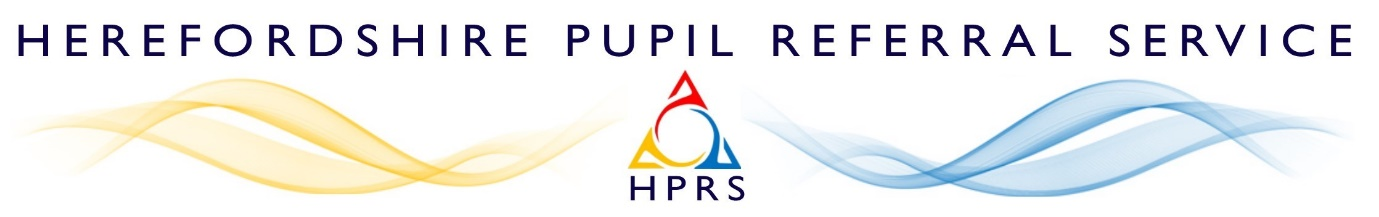 HEREFORDSHIRE PUPIL REFERRAL SERVICE
HPRS